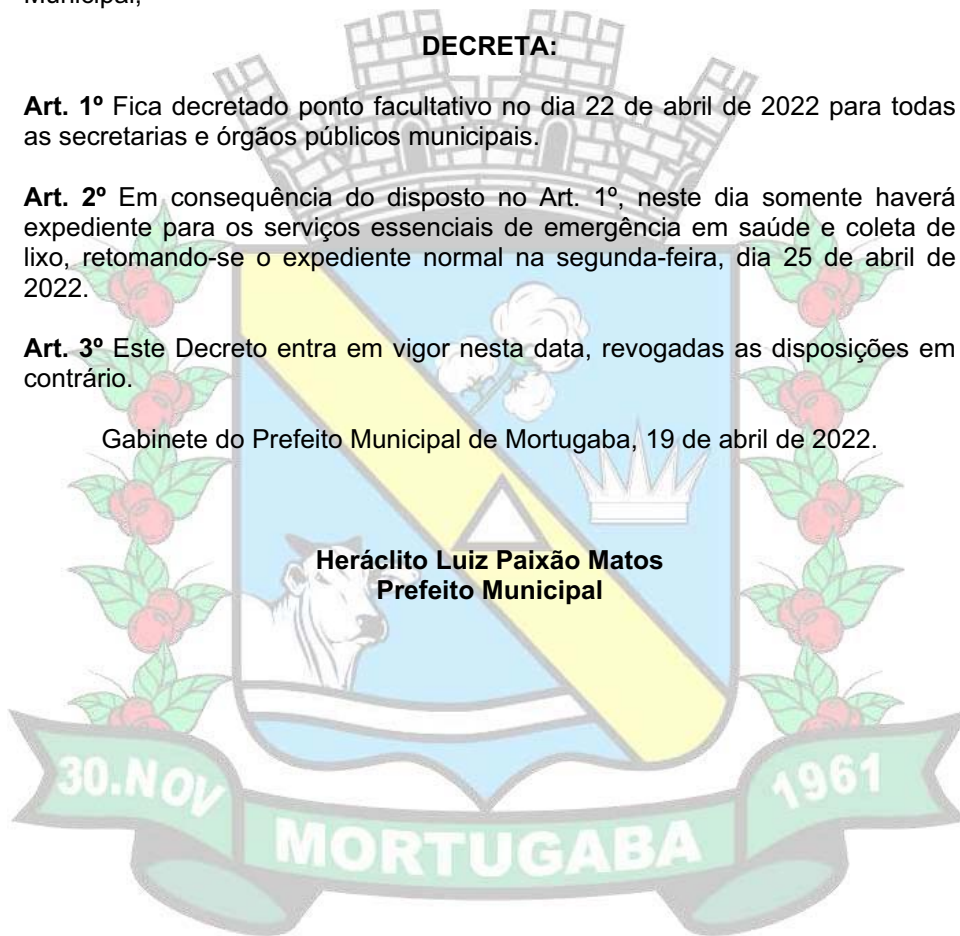 Municipal,
DECRETA:
Art. 1º Fica decretado ponto facultativo no dia 22 de abril de 2022 para todas
as secretarias e órgãos públicos municipais.
Art. 2º Em consequência do disposto no Art. 1º, neste dia somente haverá
expediente para os serviços essenciais de emergência em saúde e coleta de
lixo, retomando-se o expediente normal na segunda-feira, dia 25 de abril de
2022.
Art. 3º Este Decreto entra em vigor nesta data, revogadas as disposições em
contrário.
Gabinete do Prefeito Municipal de Mortugaba, 19 de abril de 2022.
Heráclito Luiz Paixão Matos
Prefeito Municipal
30.NOV
1961
MORTUGABA